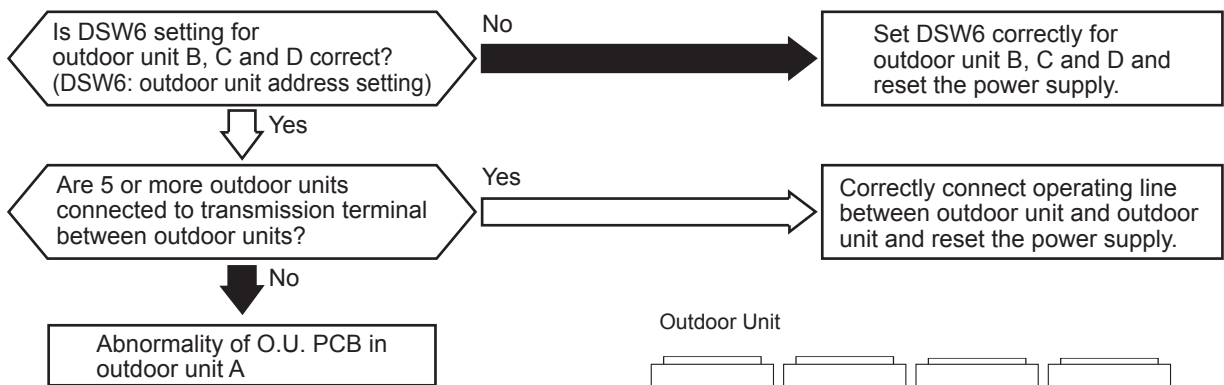 Is DSW6 setting for
outdoor unit B, C and D correct?
(DSW6: outdoor unit address setting)
No
Set DSW6 correctly for
outdoor unit B, C and D and
reset the power supply.
Yes
Are 5 or more outdoor units
connected to transmission terminal
between outdoor units?
Yes
Correctly connect operating line
between outdoor unit and outdoor
unit and reset the power supply.
No
Abnormality of O.U. PCB in
outdoor unit A
Outdoor Unit